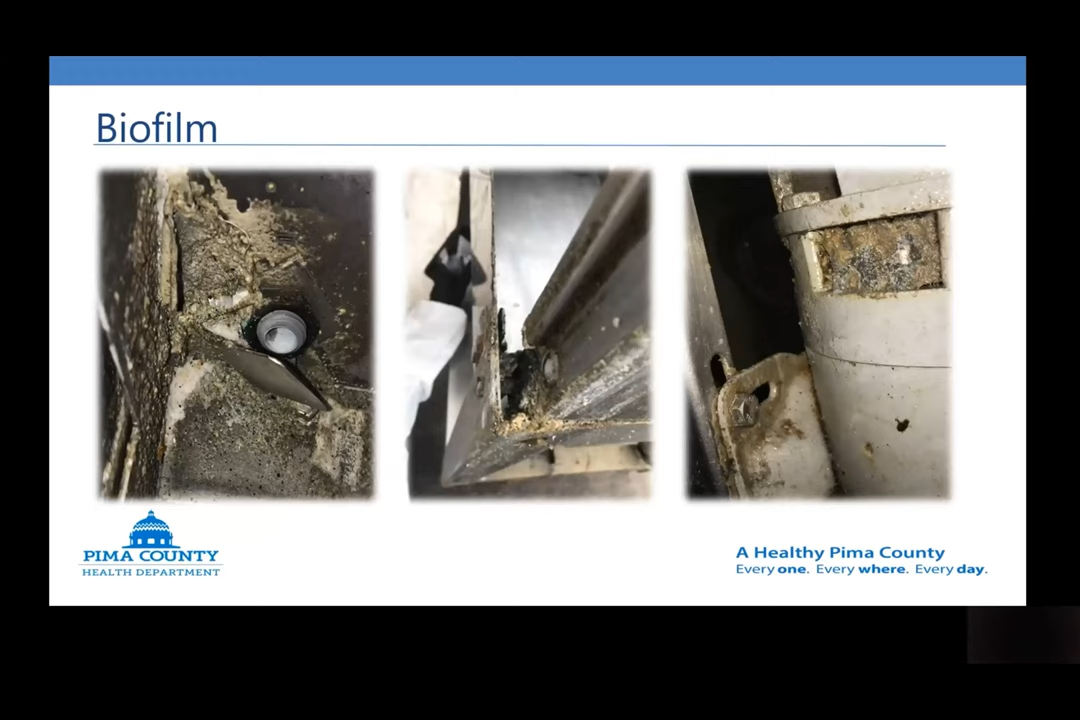 Biofilm
PIMA COUNTY
HEALTH DEPARTMENT
A Healthy Pima County
Every one. Every where. Every day.